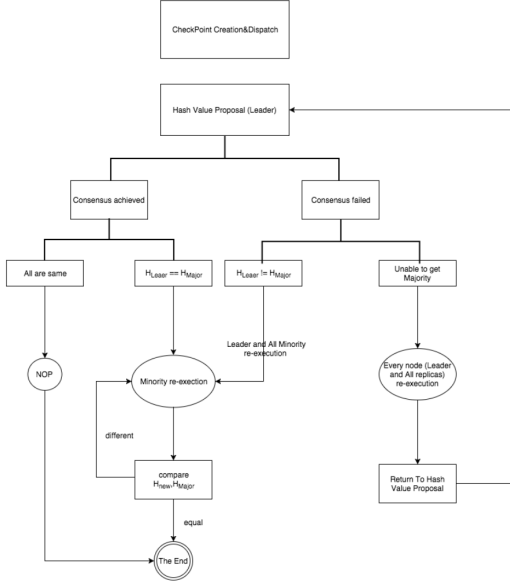 CheckPoint Creation&Dispatch
Hash Value Proposal (Leader)
Consensus achieved
Consensus failed
All are same
HLeaer == HMajor
HLeaer != HMajor
Unable to get
Majority
Leader and All Minority
re-execution
NOP
Minority re-exection
Every node (Leader
and All replicas)
re-execution
different
compare
Hnew,HMajor
Return To Hash
Value Proposal
equal
The End